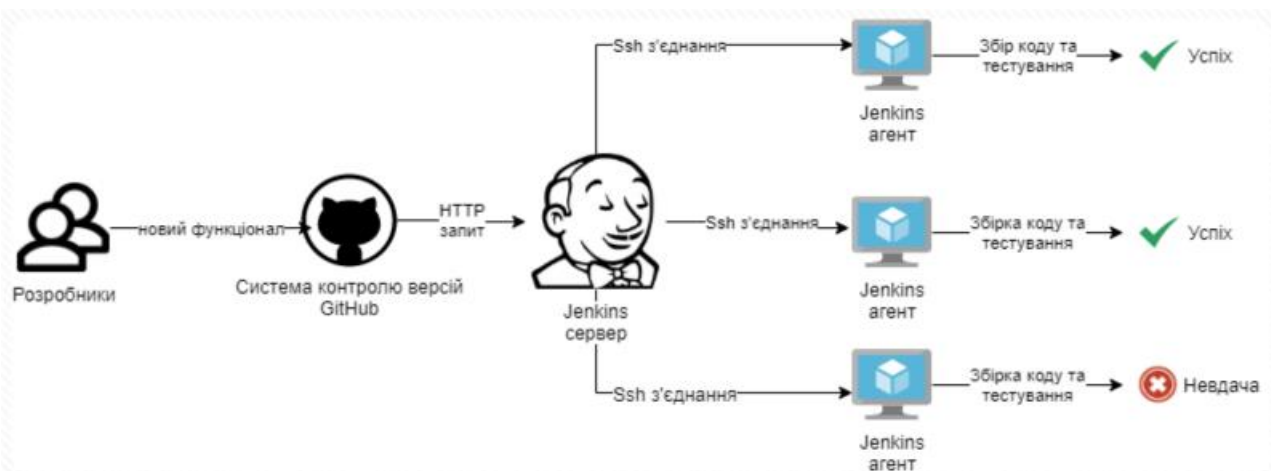 Ssh з'єднання
Збір коду та
тестування
Успіх
Jenkins
агент
Розробники
новий функціонал
Система контролю версій
GitHub
HTTP
запит
Jenkins
сервер
Ssh з'єднання
Збірка коду та
тестування
Успіх
Jenkins
агент
Ssh з'єднання
Збірка коду та
тестування
Невдача
Jenkins
агент